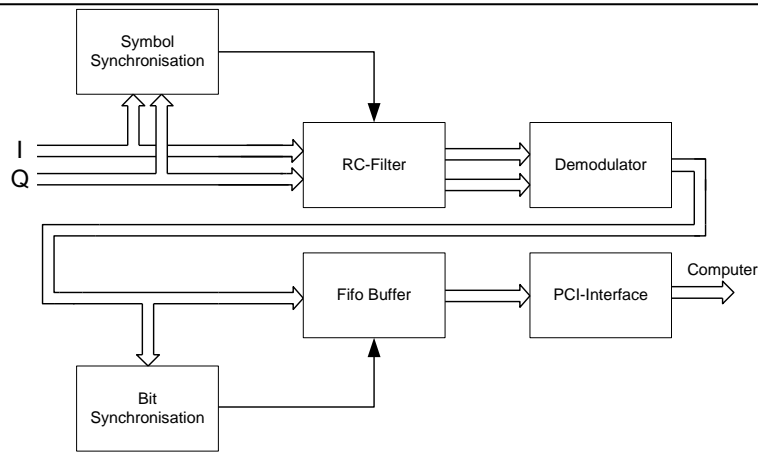 Symbol
Synchronisation
I
Q
RC-Filter
Demodulator
Computer
Fifo Buffer
PCI-Interface
Bit
Synchronisation